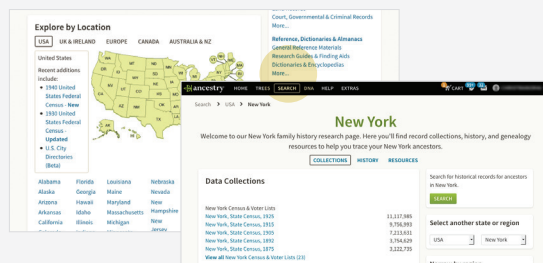 Court, Governmental & Criminal Records
More...
Reference, Dictionaries & Almanacs
General Reference Materials
Research Guides & Finding Aids
Dictionaries & Encyclopedias
More...
Explore by Location
USA UK & IRELAND EUROPE CANADA AUSTRALIA & NZ
United States
Recent additions
include:
1940 United
States Federal
Census - New
1930 United
States Federal
Census -
Updated
U.S. City
Directories
(Beta)
Alabama Florida Louisiana Nebraska
Alaska Georgia Maine Nevada
Arizona Hawaii Maryland New
Arkansas Idaho Massachusetts Hampshire
California Illinois Michigan New
Jersey
ancestry HOME TREES SEARCH DNA HELP EXTRAS CART
Search > USA > New York
New York
Welcome to our New York family history research page. Here you'll find record collections, history, and genealogy
resources to help you trace your New York ancestors.
COLLECTIONS HISTORY RESOURCES
Data Collections
New York Census & Voter Lists
New York, State Census, 1925 11,117,985
New York, State Census, 1915 9,756,993
New York, State Census, 1905 7,213,631
New York, State Census, 1892 3,754,629
New York, State Census, 1875 3,122,735
View all New York Census & Voter Lists (23)
Search for historical records for ancestors
in New York.
SEARCH
Select another state or region
USA New York